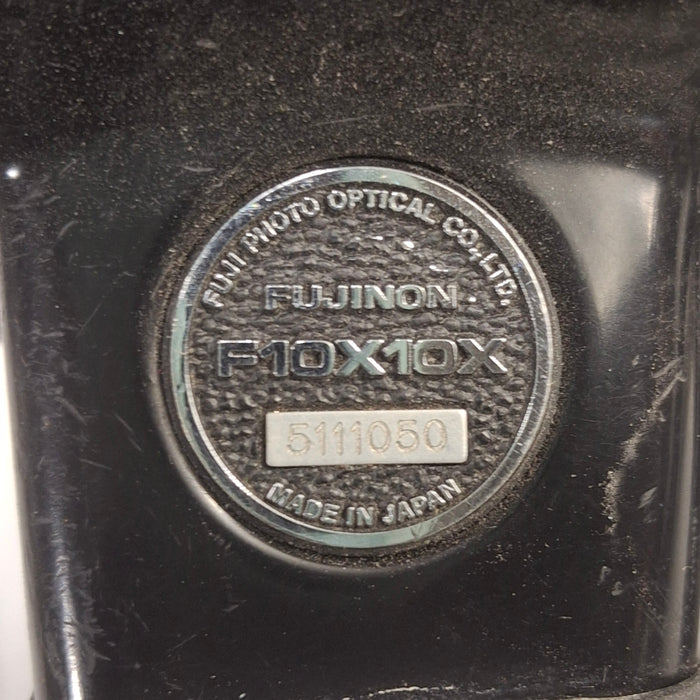 FUJI PHOTO OPTICAL CO., LTD.
FUJINON
F10X10X
5111050
MADE IN JAPAN